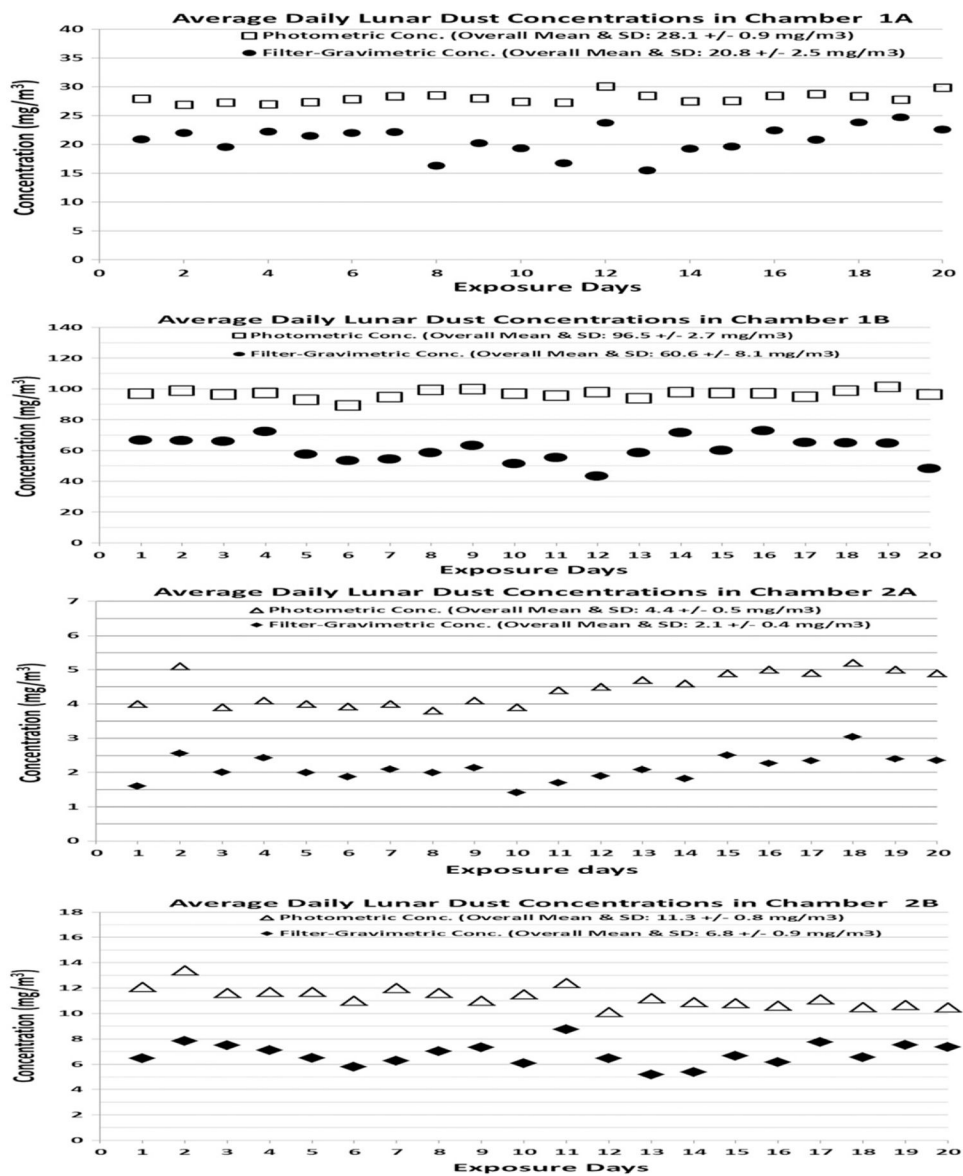 Average Daily Lunar Dust Concentrations in Chamber 1A
Photometric Conc. (Overall Mean & SD: 28.1 +/- 0.9 mg/m3)
Filter-Gravimetric Conc. (Overall Mean & SD: 20.8 +/- 2.5 mg/m3)
Concentration (mg/m³)
40
35
30
25
20
15
10
5
0
0 2 4 6 8 10 12 14 16 18 20
Exposure Days
Average Daily Lunar Dust Concentrations in Chamber 1B
Photometric Conc. (Overall Mean & SD: 96.5 +/- 2.7 mg/m3)
Filter-Gravimetric Conc. (Overall Mean & SD: 60.6 +/- 8.1 mg/m3)
Concentration (mg/m³)
140
120
100
80
60
40
20
0
0 1 2 3 4 5 6 7 8 9 10 11 12 13 14 15 16 17 18 19 20
Exposure Days
Average Daily Lunar Dust Concentrations in Chamber 2A
Photometric Conc. (Overall Mean & SD: 4.4 +/- 0.5 mg/m3)
Filter-Gravimetric Conc. (Overall Mean & SD: 2.1 +/- 0.4 mg/m3)
Concentration (mg/m³)
7
6
5
4
3
2
1
0
0 1 2 3 4 5 6 7 8 9 10 11 12 13 14 15 16 17 18 19 20
Exposure days
Average Daily Lunar Dust Concentrations in Chamber 2B
Photometric Conc. (Overall Mean & SD: 11.3 +/- 0.8 mg/m3)
Filter-Gravimetric Conc. (Overall Mean & SD: 6.8 +/- 0.9 mg/m3)
Concentration (mg/m³)
18
16
14
12
10
8
6
4
2
0
0 1 2 3 4 5 6 7 8 9 10 11 12 13 14 15 16 17 18 19 20
Exposure Days